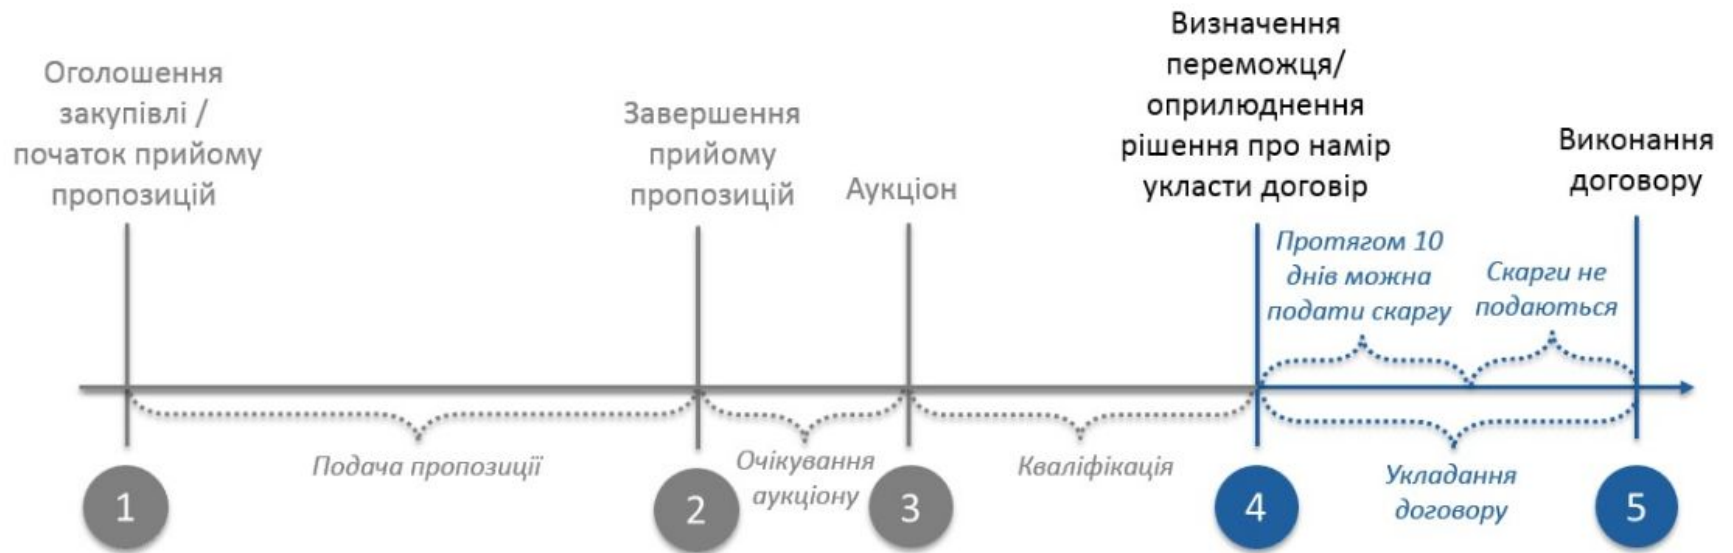 Оголошення
закупівлі /
початок прийому
пропозицій
Завершення
прийому
пропозицій
Аукціон
Визначення
переможця/
оприлюднення
рішення про намір
укласти договір
Виконання
договору
Протягом 10
днів можна
подати скаргу
Скарги не
подаються
Подача пропозиції
Очікування
аукціону
Кваліфікація
Укладання
договору
1
2
3
4
5